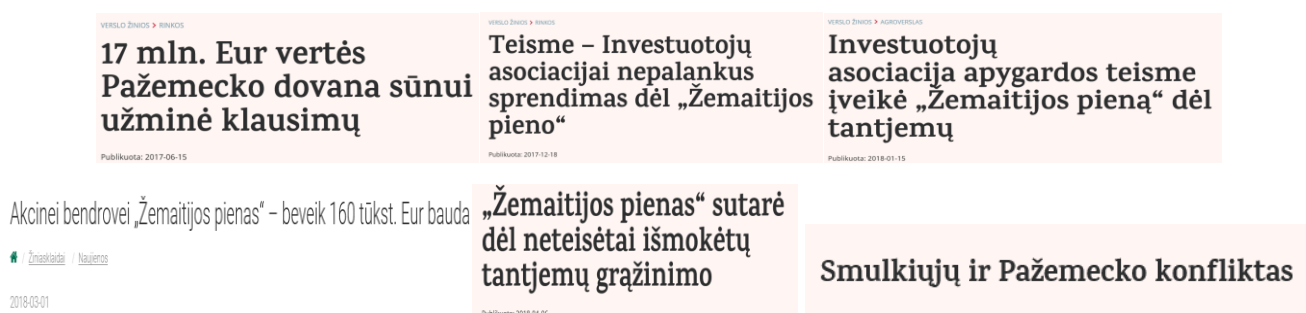 VERSLO ŽINIOS > RINKOS
17 mln. Eur vertės
Pažemecko dovana sūnui
užminė klausimų
Publikuota: 2017-06-15
VERSLO ŽINIOS > RINKOS
Teisme – Investuotojų
asociacijai nepalankus
sprendimas dėl „Žemaitijos
pieno“
Publikuota: 2017-12-18
VERSLO ŽINIOS > AGROVERSLAS
Investuotojų
asociacija apygardos teisme
įveikė „Žemaitijos pieną“ dėl
tantjemų
Publikuota: 2018-01-15
Akcinei bendrovei „Žemaitijos pienas“ – beveik 160 tūkst. Eur bauda
/ Žiniasklaidai / Naujienos
2018-03-01
„Žemaitijos pienas“ sutarė
dėl neteisėtai išmokėtų
tantjemų grąžinimo
Smulkiųjų ir Pažemecko konfliktas